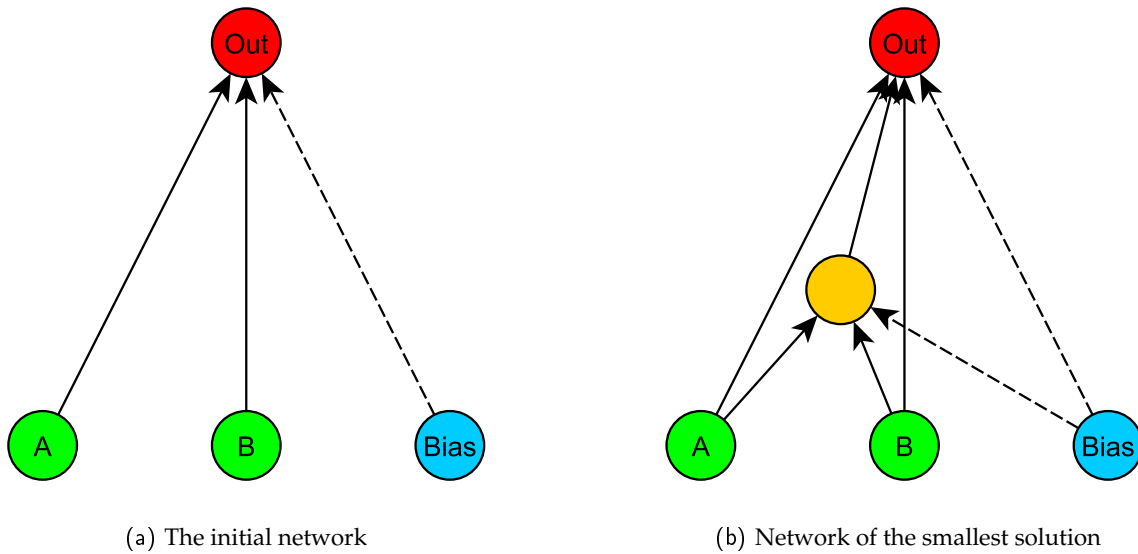 Out
A
B
Bias
(a) The initial network
Out
A
B
Bias
(b) Network of the smallest solution